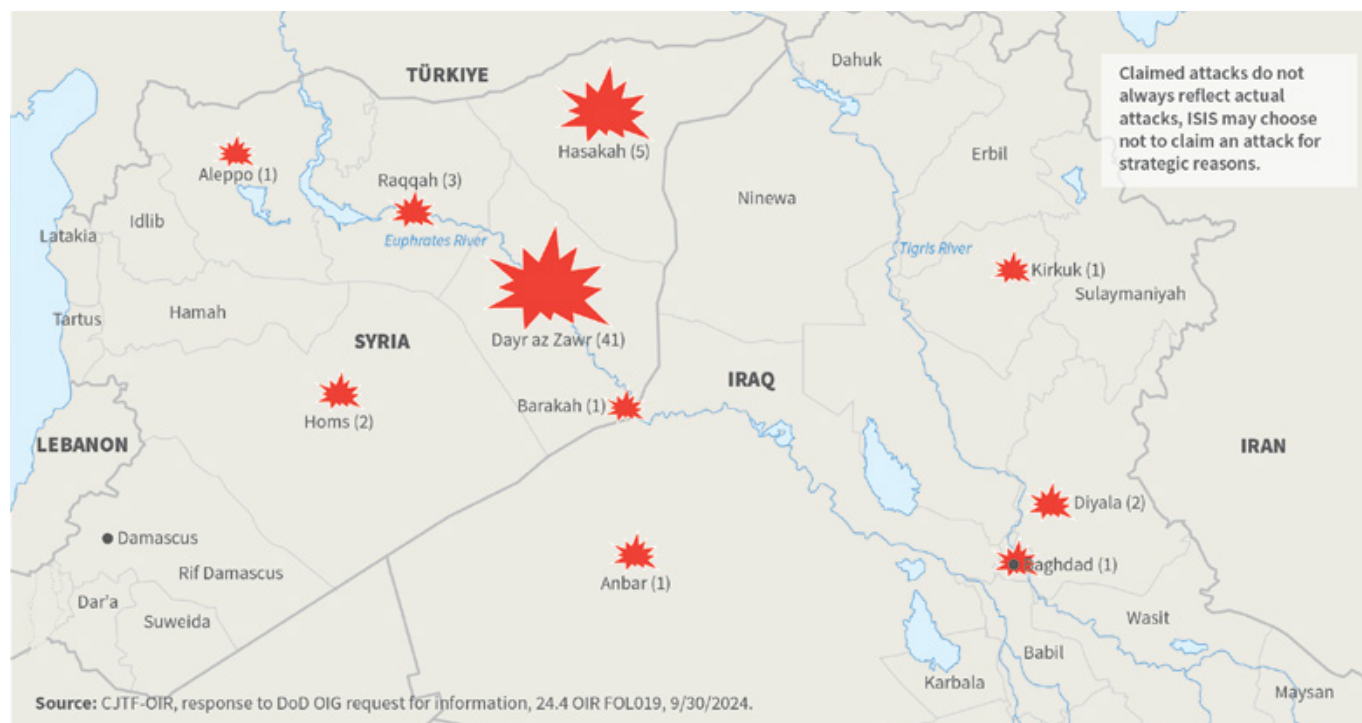 TÜRKIYE
Dahuk
Claimed attacks do not
always reflect actual
attacks, ISIS may choose
not to claim an attack for
strategic reasons.
Hasakah (5)
Aleppo (1)
Raqqah (3)
Erbil
Ninewa
Idlib
Latakia
Euphrates River
Tigris River
Kirkuk (1)
Sulaymaniyah
Hamah
Tartus
SYRIA
Dayr az Zawr (41)
IRAQ
Barakah (1)
Homs (2)
LEBANON
IRAN
Diyala (2)
Damascus
Baghdad (1)
Rif Damascus
Anbar (1)
Dar'a
Suweida
Wasit
Babil
Karbala
Maysan
Source: CJTF-OIR, response to DoD OIG request for information, 24.4 OIR FOL019, 9/30/2024.